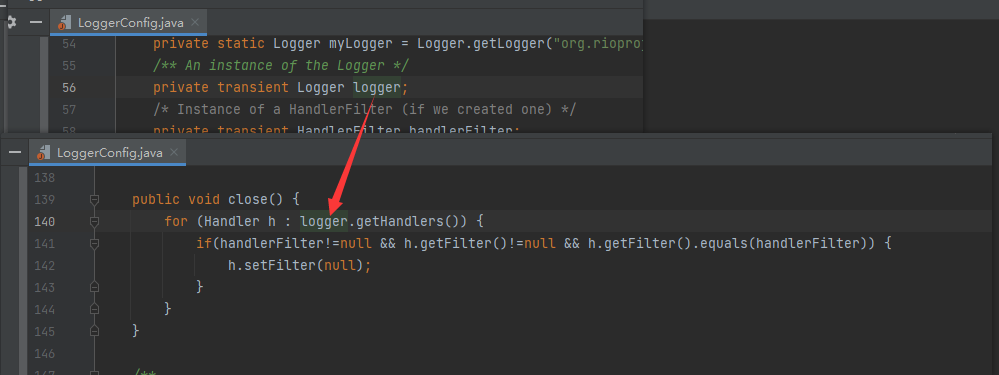 LoggerConfig.java
54 private static Logger myLogger = Logger.getLogger("org.riopro
55 /** An instance of the Logger */
56 private transient Logger logger;
57 /* Instance of a HandlerFilter (if we created one) */
58 private transient HandlerFilter handlerFilter;
LoggerConfig.java
138
139 public void close() {
140 for (Handler h : logger.getHandlers()) {
141 if(handlerFilter!=null && h.getFilter()!=null && h.getFilter().equals(handlerFilter)) {
142 h.setFilter(null);
143 }
144 }
145 }
146
147 /**